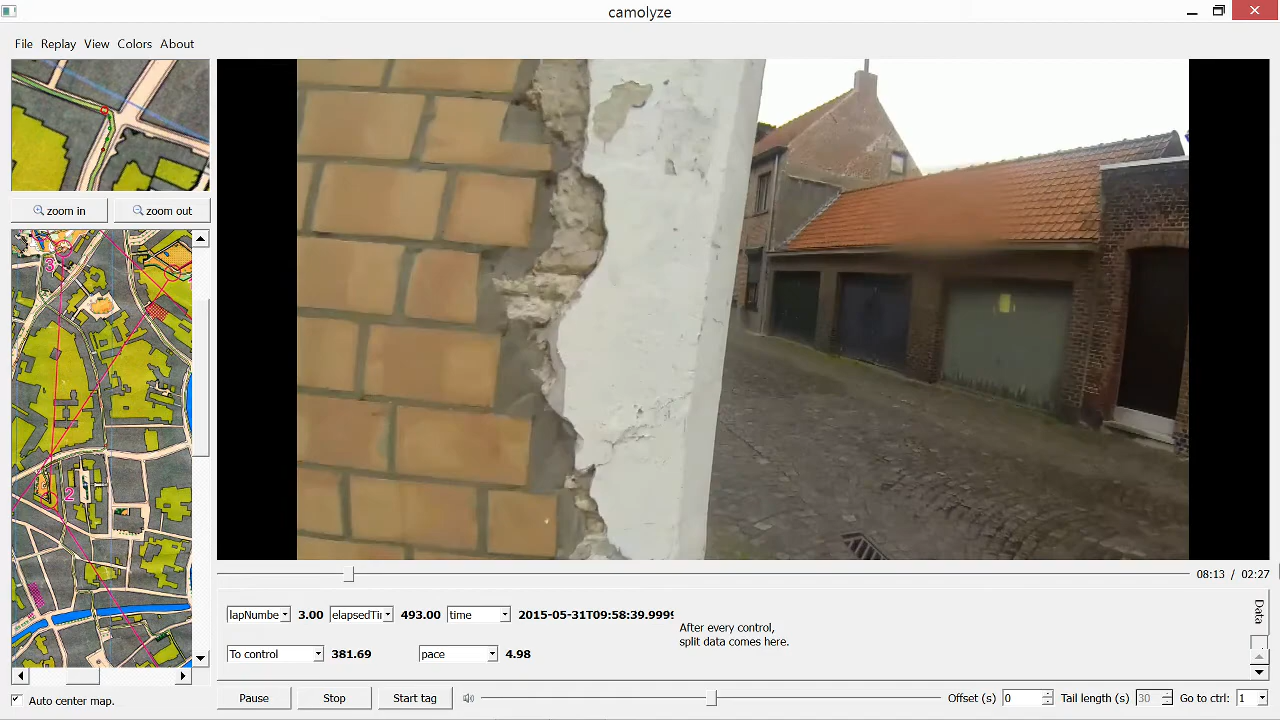 camolyze
File Replay View Colors About
zoom in zoom out
3
2
08:13 / 02:27
lapNumbe 3.00 elapsedTii 493.00 time 2015-05-31T09:58:39.999
After every control,
split data comes here.
To control 381.69 pace 4.98
Data
Auto center map.
Pause Stop Start tag Offset (s) 0 Tail length (s) 30 Go to ctrl: 1